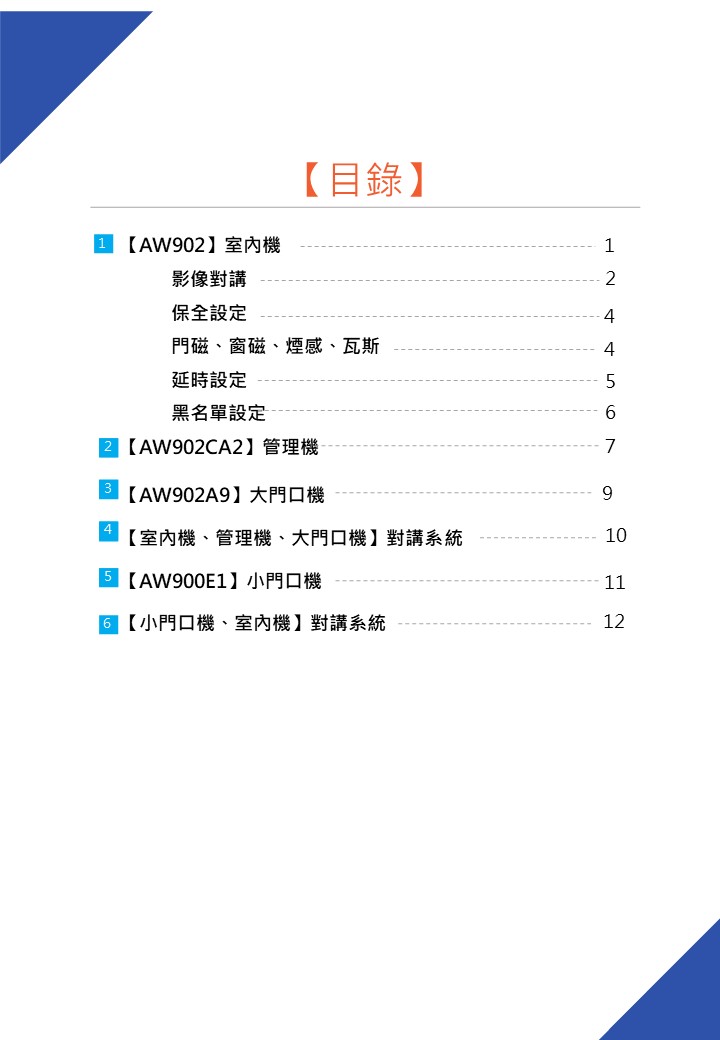 【目錄】
1 【AW902】室內機 1
影像對講 2
保全設定 4
門磁、窗磁、煙感、瓦斯 4
延時設定 5
黑名單設定 6
2 【AW902CA2】管理機 7
3 【AW902A9】大門口機 9
4 【室內機、管理機、大門口機】對講系統 10
5 【AW900E1】小門口機 11
6 【小門口機、室內機】對講系統 12